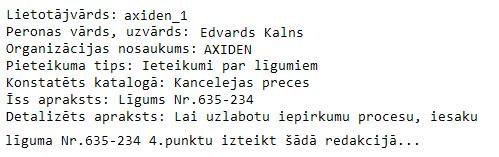 Lietotājvārds: axiden_1
Peronas vārds, uzvārds: Edvards Kalns
Organizācijas nosaukums: AXIDEN
Pieteikuma tips: Ieteikumi par līgumiem
Konstatēts katalogā: Kancelejas preces
Īss apraksts: Līgums Nr.635-234
Detalizēts apraksts: Lai uzlabotu iepirkumu procesu, iesaku
līguma Nr.635-234 4.punktu izteikt šādā redakcijā...